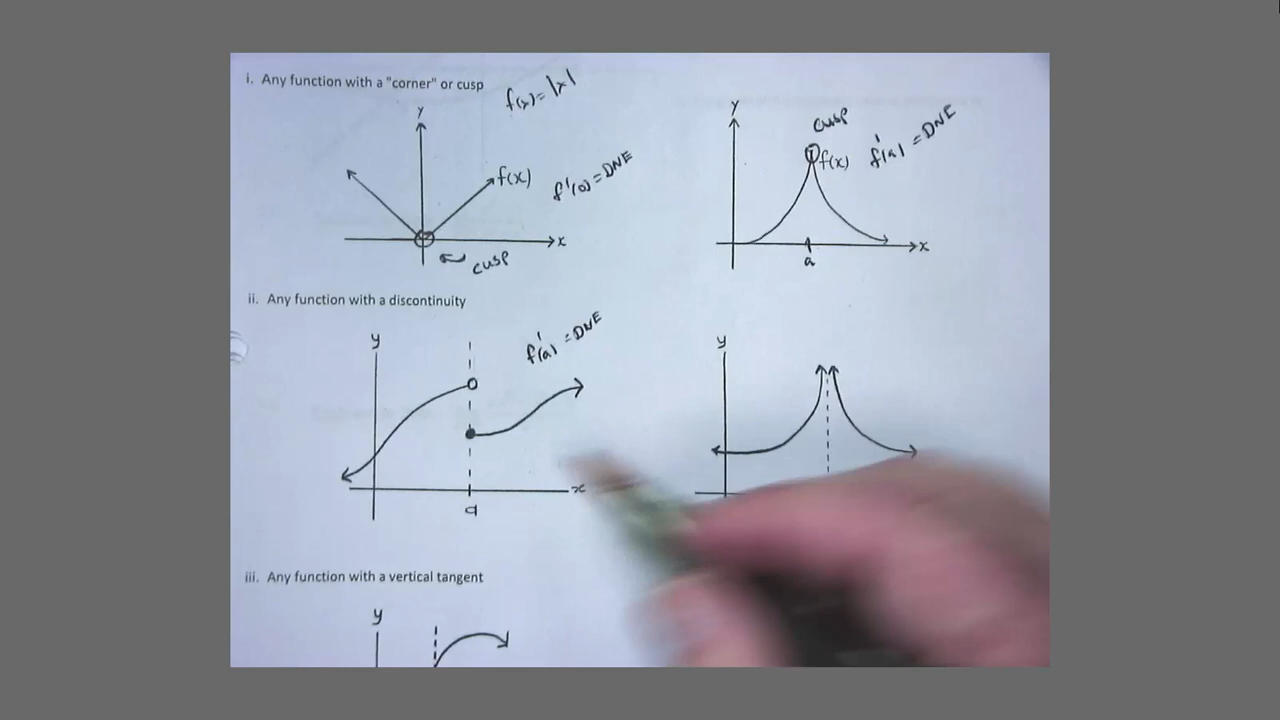 i. Any function with a "corner" or cusp
f(x)=|x|
y
f(x)
f'(0)=DNE
x
cusp
y
cusp
f(x)
f'(a)=DNE
x
a
ii. Any function with a discontinuity
y
f'(a)=DNE
x
a
y
iii. Any function with a vertical tangent
y